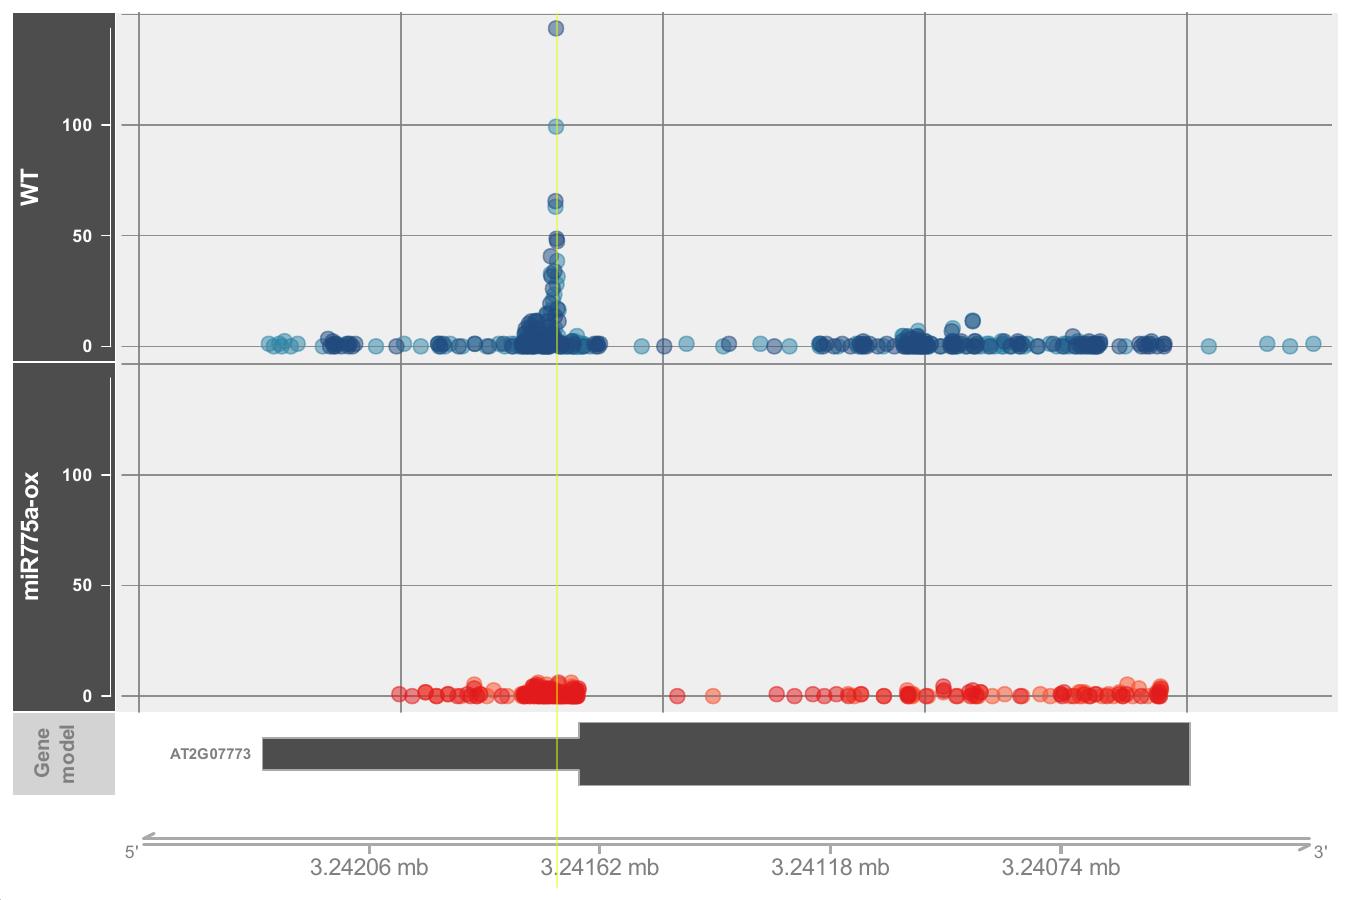 WT
100
50
0
miR775a-ox
100
50
0
Gene
model
AT2G07773
5'
3'
3.24206 mb
3.24162 mb
3.24118 mb
3.24074 mb